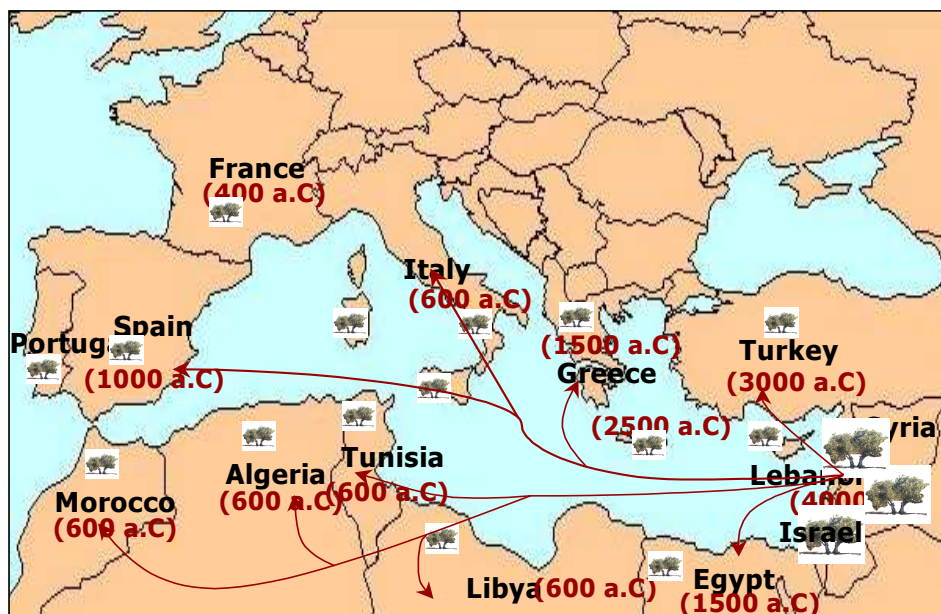 France
(400 a.C)
Italy
(600 a.C)
Spain
(1000 a.C)
(1500 a.C)
Greece
Turkey
(3000 a.C)
(2500 a.C)
Tunisia
(600 a.C)
Algeria
(600 a.C)
Morocco
(600 a.C)
Israel
Libya (600 a.C)
Egypt
(1500 a.C)